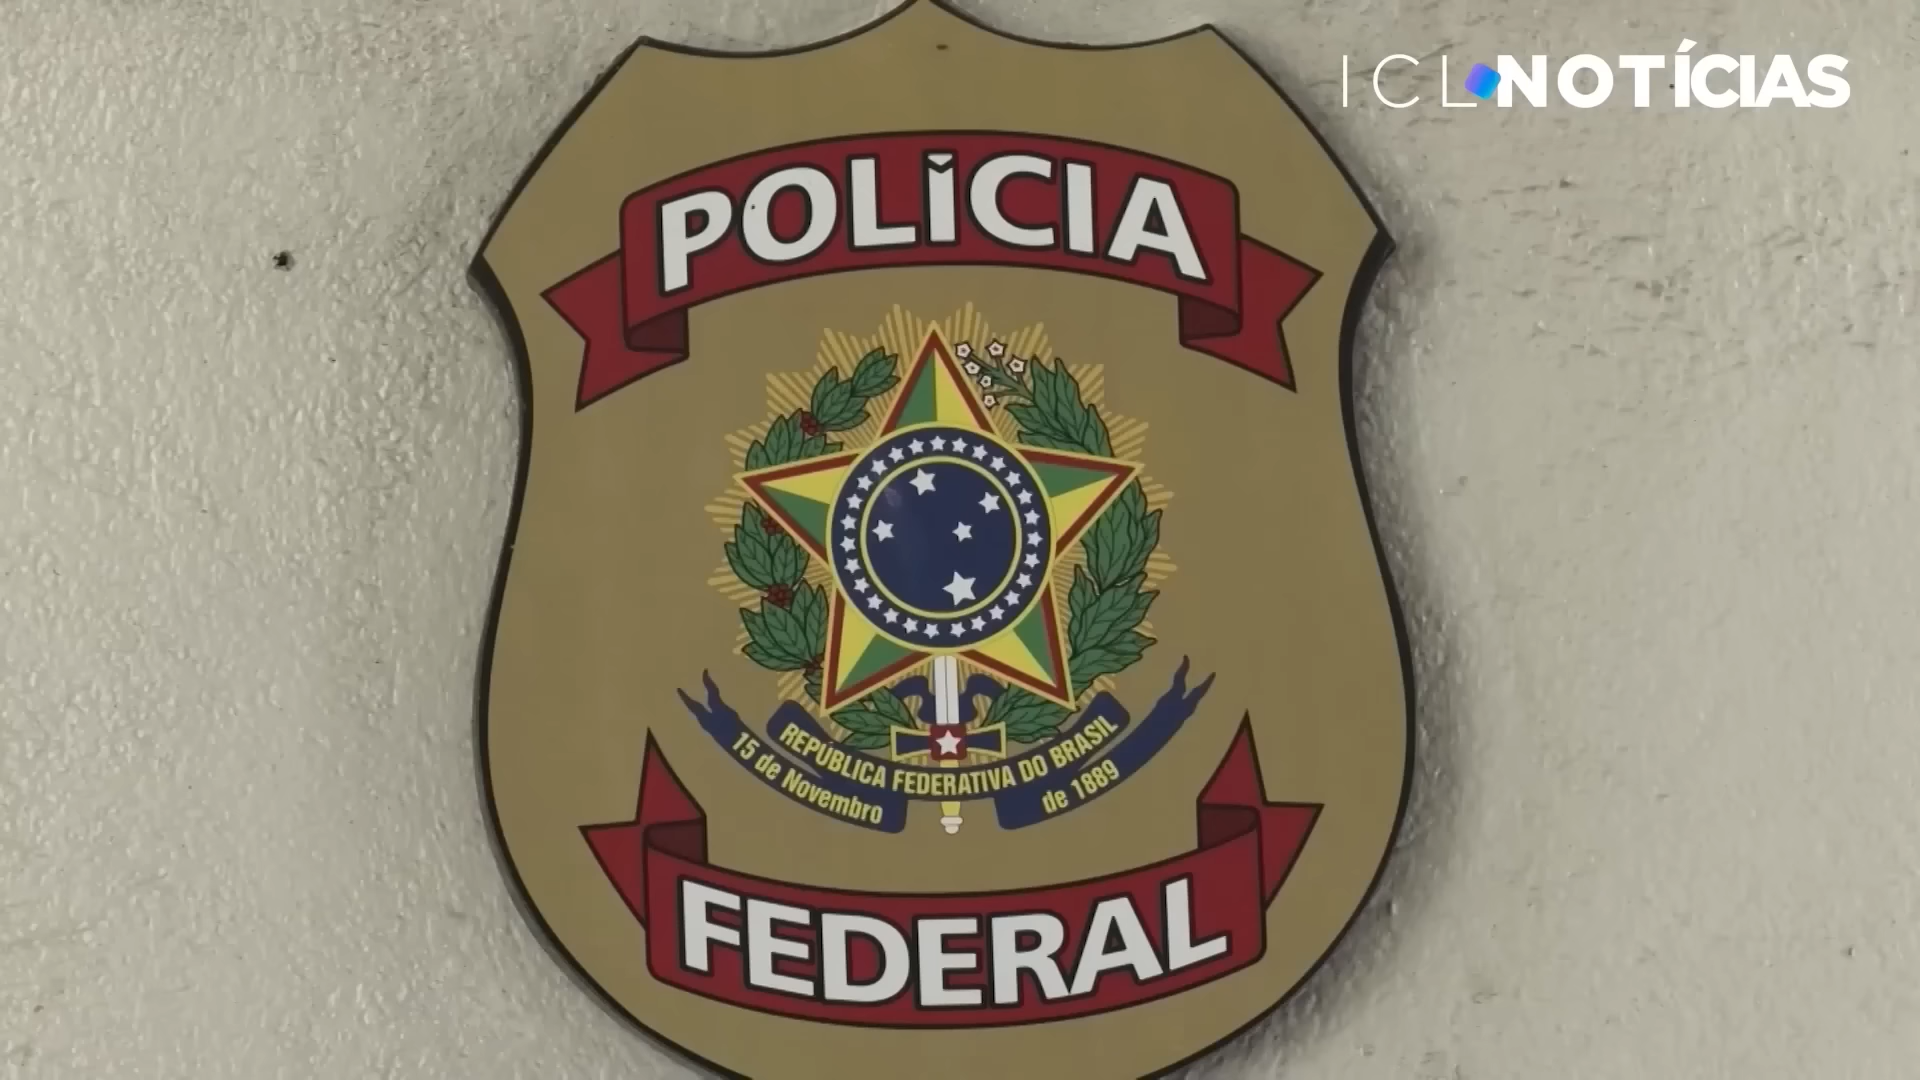 ICL NOTÍCIAS
POLÍCIA
REPÚBLICA FEDERATIVA DO BRASIL
15 de Novembro de 1889
FEDERAL